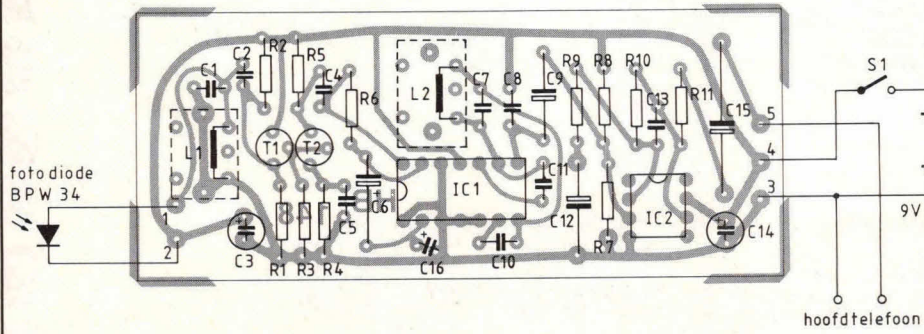 C1
C2
R2
R5
C4
R6
L2
C7
C8
C9
R9
R8
R10
C13
R11
C15
S1
5
4
3
9V
L1
T1
T2
foto diode
BPW 34
1
2
C3
R1
R3
R4
C5
C6
IC1
C11
C12
R7
IC2
C14
C16
C10
hoofdtelefoon